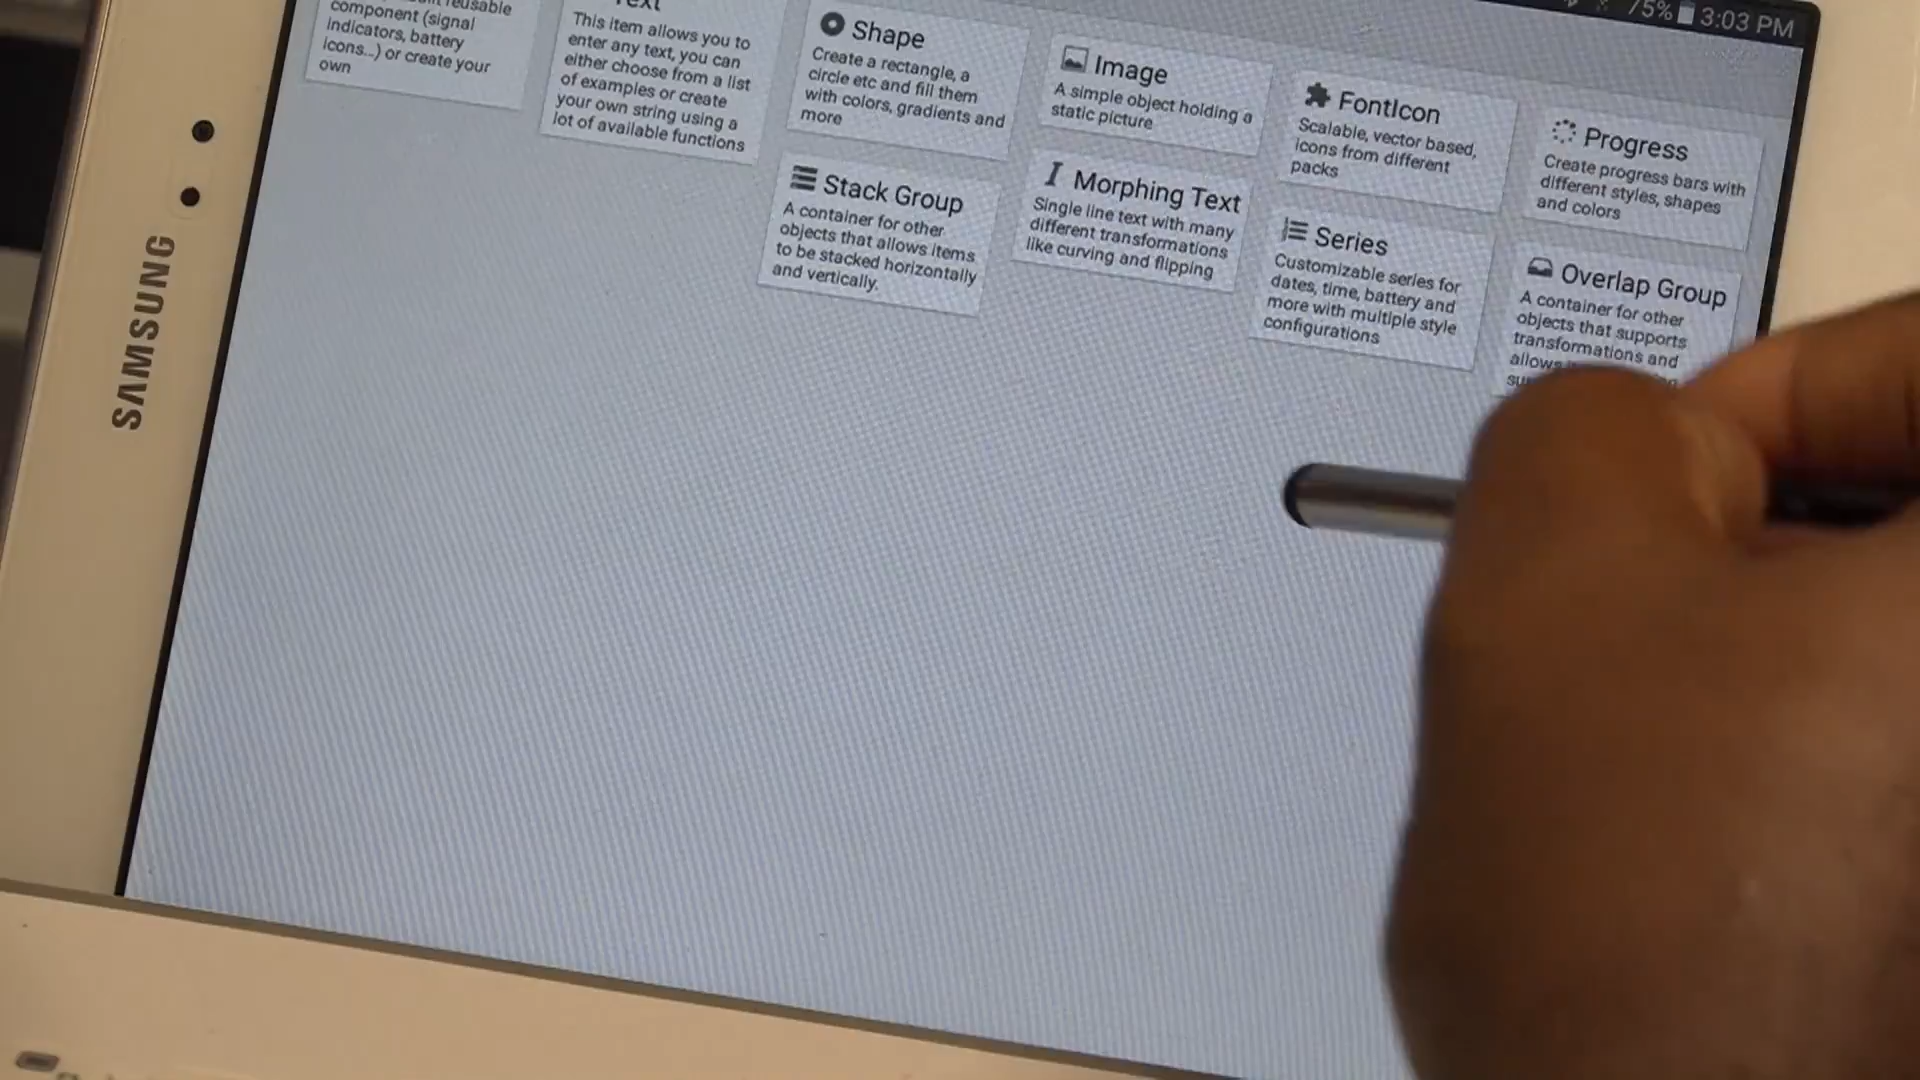 75% 3:03 PM
reusable
component (signal
indicators, battery
icons...) or create your
own
Text
This item allows you to
enter any text, you can
either choose from a list
of examples or create
your own string using a
lot of available functions
Shape
Create a rectangle, a
circle etc and fill them
with colors, gradients and
more
Image
A simple object holding a
static picture
FontIcon
Scalable, vector based,
icons from different
packs
Progress
Create progress bars with
different styles, shapes
and colors
Stack Group
A container for other
objects that allows items
to be stacked horizontally
and vertically.
Morphing Text
Single line text with many
different transformations
like curving and flipping
Series
Customizable series for
dates, time, battery and
more with multiple style
configurations
Overlap Group
A container for other
objects that supports
transformations and
allows
SAMSUNG